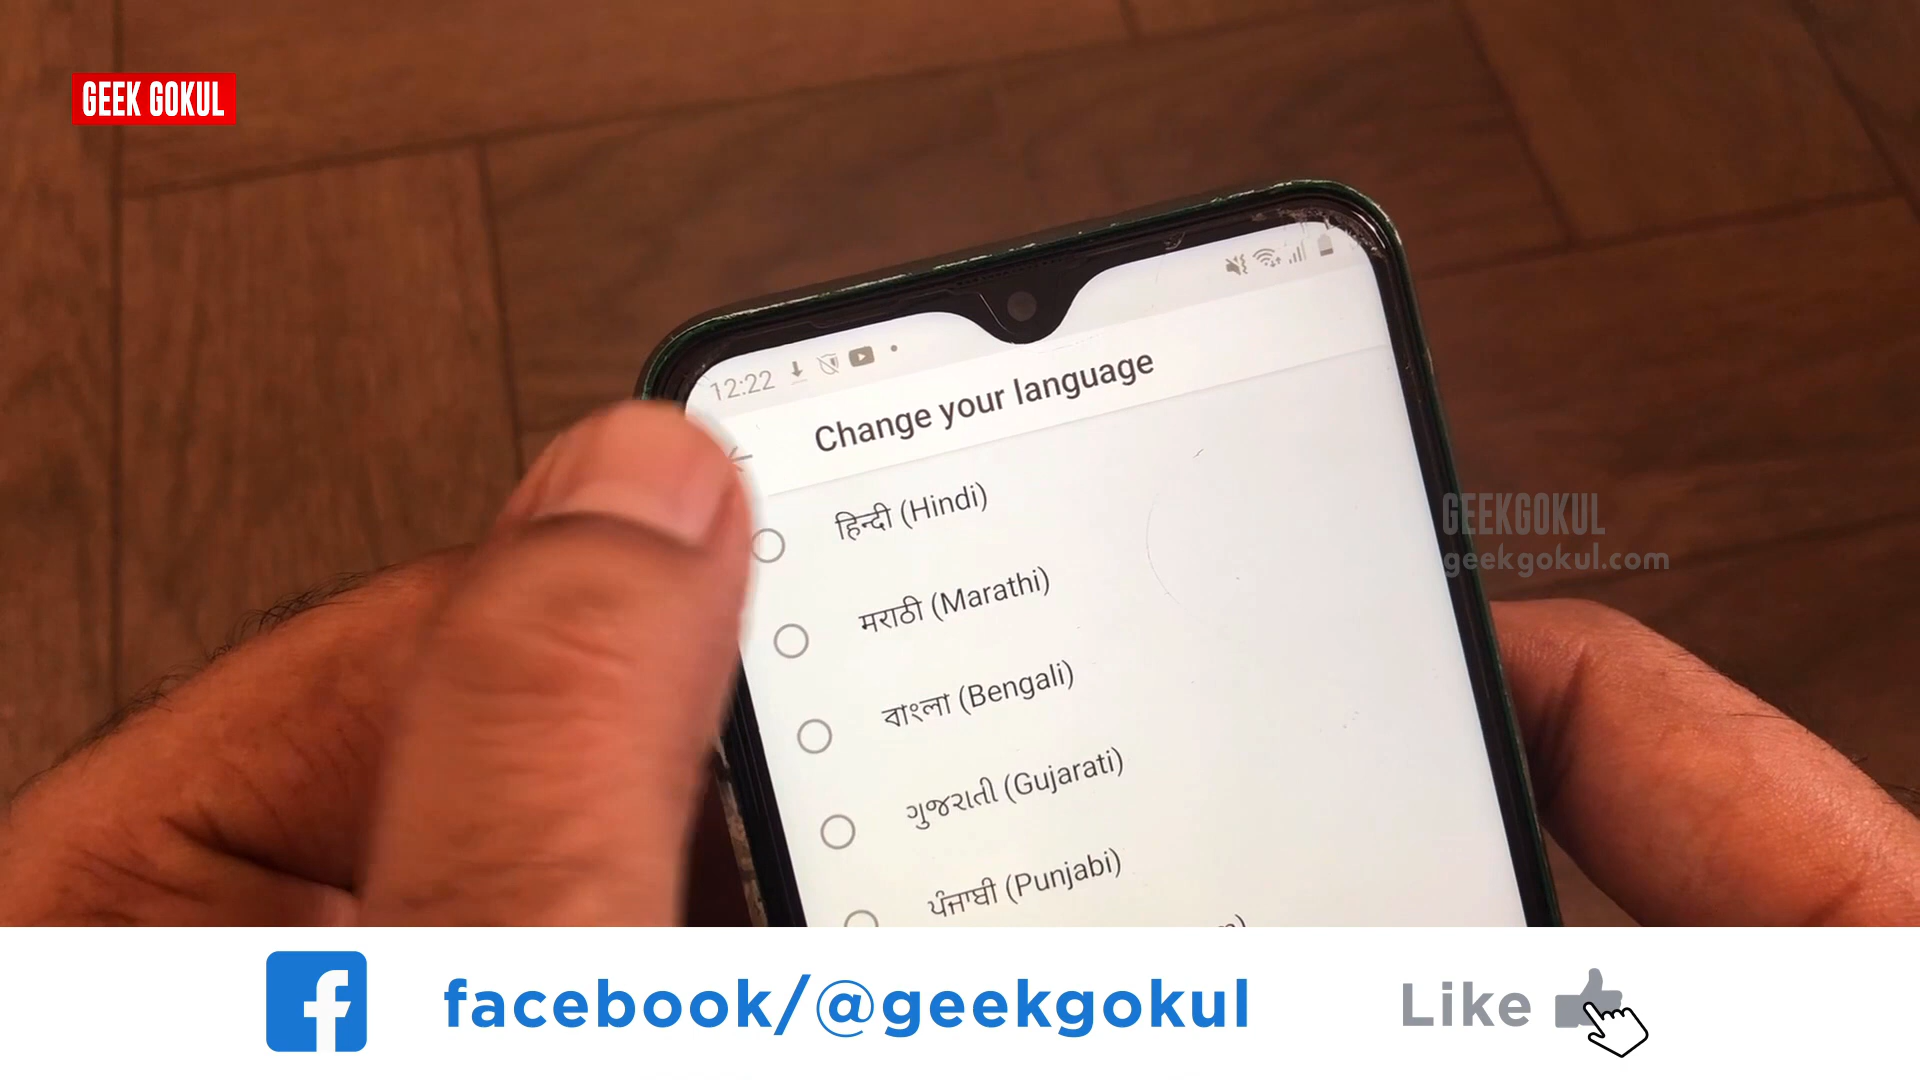 GEEK GOKUL
12:22
Change your language
हिन्दी (Hindi)
मराठी (Marathi)
বাংলা (Bengali)
ગુજરાતી (Gujarati)
ਪੰਜਾਬੀ (Punjabi)
GEEKGOKUL
geekgokul.com
facebook/@geekgokul
Like